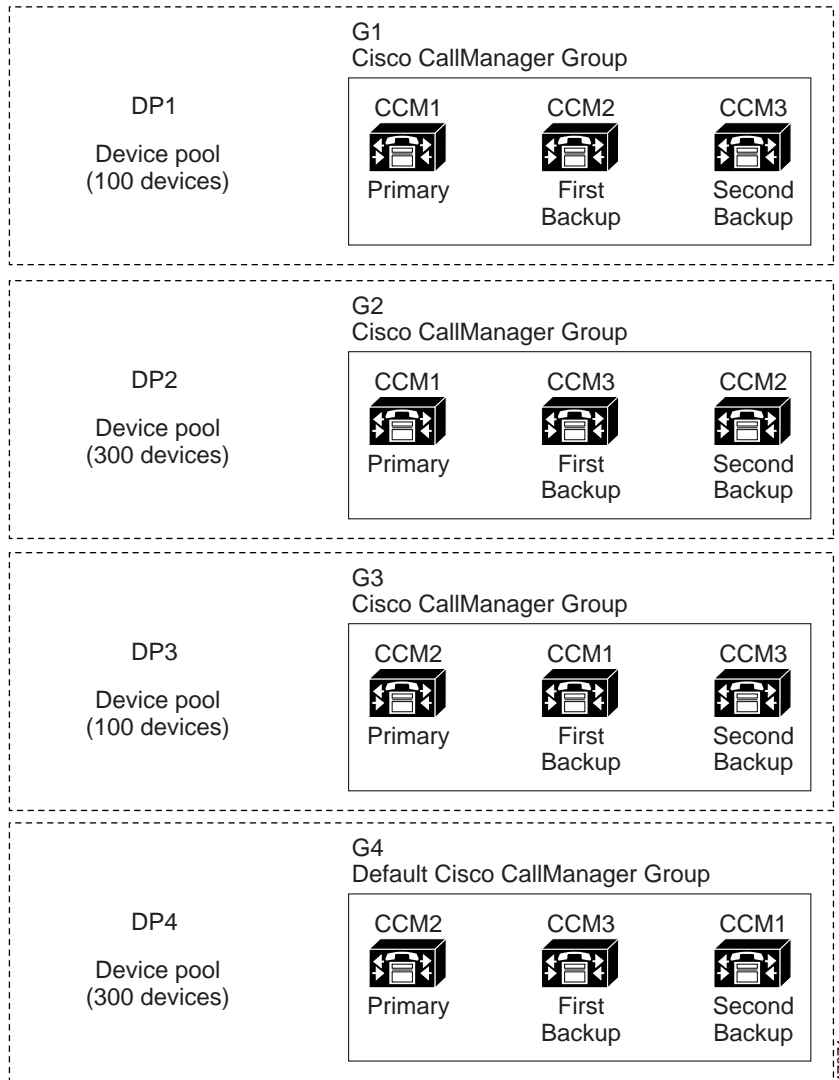 G1
Cisco CallManager Group
DP1
Device pool
(100 devices)
CCM1 CCM2 CCM3
Primary First Second
Backup Backup
G2
Cisco CallManager Group
DP2
Device pool
(300 devices)
CCM1 CCM3 CCM2
Primary First Second
Backup Backup
G3
Cisco CallManager Group
DP3
Device pool
(100 devices)
CCM2 CCM1 CCM3
Primary First Second
Backup Backup
G4
Default Cisco CallManager Group
DP4
Device pool
(300 devices)
CCM2 CCM3 CCM1
Primary First Second
Backup Backup